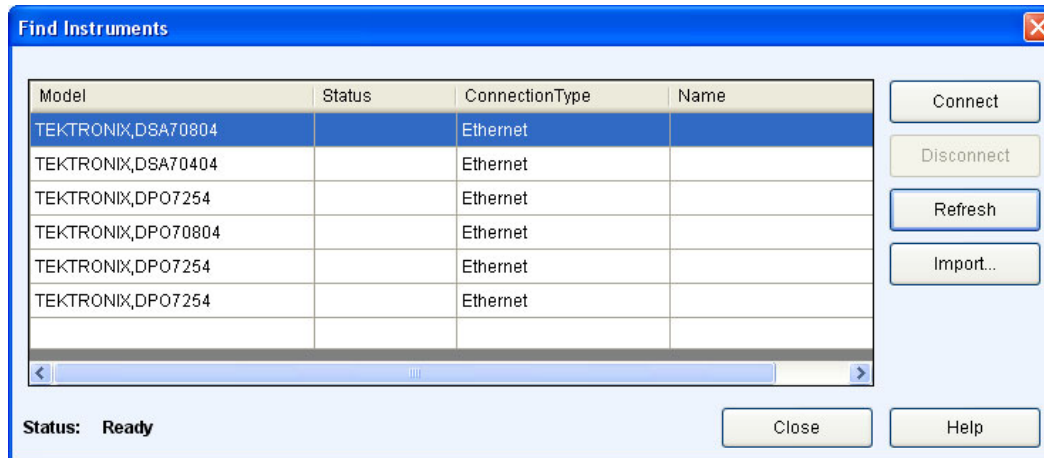 Find Instruments
Model Status ConnectionType Name
TEKTRONIX,DSA70804 Ethernet
TEKTRONIX,DSA70404 Ethernet
TEKTRONIX,DPO7254 Ethernet
TEKTRONIX,DPO70804 Ethernet
TEKTRONIX,DPO7254 Ethernet
TEKTRONIX,DPO7254 Ethernet
Connect
Disconnect
Refresh
Import...
Status: Ready
Close
Help